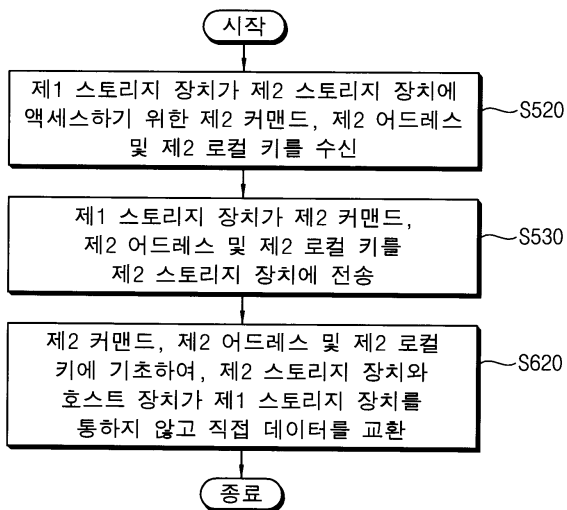 시작
제1 스토리지 장치가 제2 스토리지 장치에
액세스하기 위한 제2 커맨드, 제2 어드레스
및 제2 로컬 키를 수신
S520
제1 스토리지 장치가 제2 커맨드,
제2 어드레스 및 제2 로컬 키를
제2 스토리지 장치에 전송
S530
제2 커맨드, 제2 어드레스 및 제2 로컬
키에 기초하여, 제2 스토리지 장치와
호스트 장치가 제1 스토리지 장치를
통하지 않고 직접 데이터를 교환
S620
종료